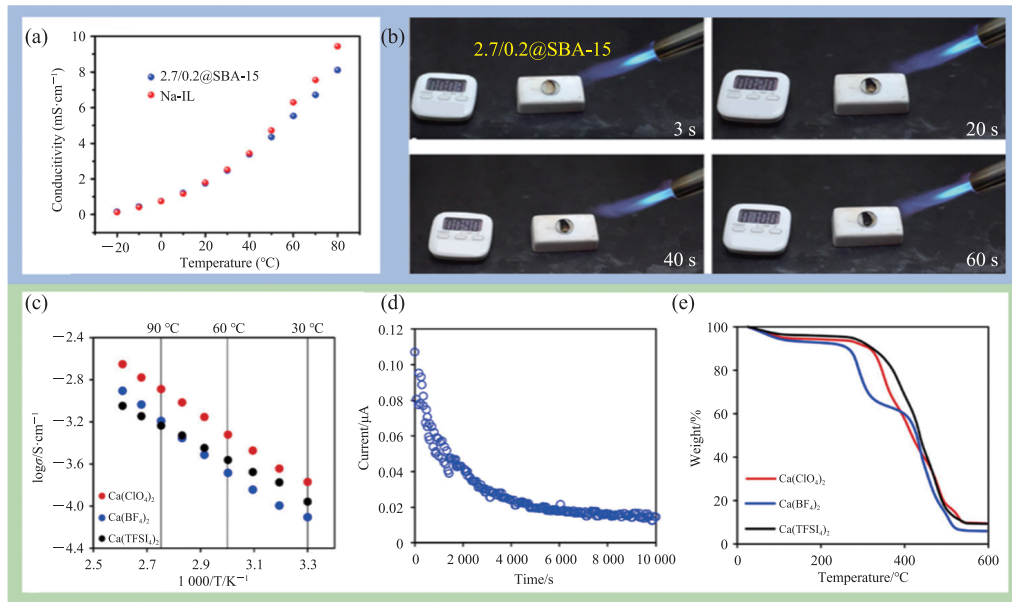 (a)
Conducitivity (mS·cm⁻¹)
10
8
6
4
2
0
2.7/0.2@SBA-15
Na-IL
−20 0 20 40 60 80
Temperature (℃)
(b)
2.7/0.2@SBA-15
3 s
20 s
40 s
60 s
(c)
90 ℃ 60 ℃ 30 ℃
logσ/S·cm⁻¹
−2.4
−2.8
−3.2
−3.6
−4.0
−4.4
Ca(ClO₄)₂
Ca(BF₄)₂
Ca(TFSI₄)₂
2.5 2.7 2.9 3.1 3.3
1 000/T/K⁻¹
(d)
Current/μA
0.12
0.10
0.08
0.06
0.04
0.02
0.00
0 2 000 4 000 6 000 8 000 10 000
Time/s
(e)
Weight/%
100
80
60
40
20
0
Ca(ClO₄)₂
Ca(BF₄)₂
Ca(TFSI₄)₂
0 200 400 600
Temperature/℃